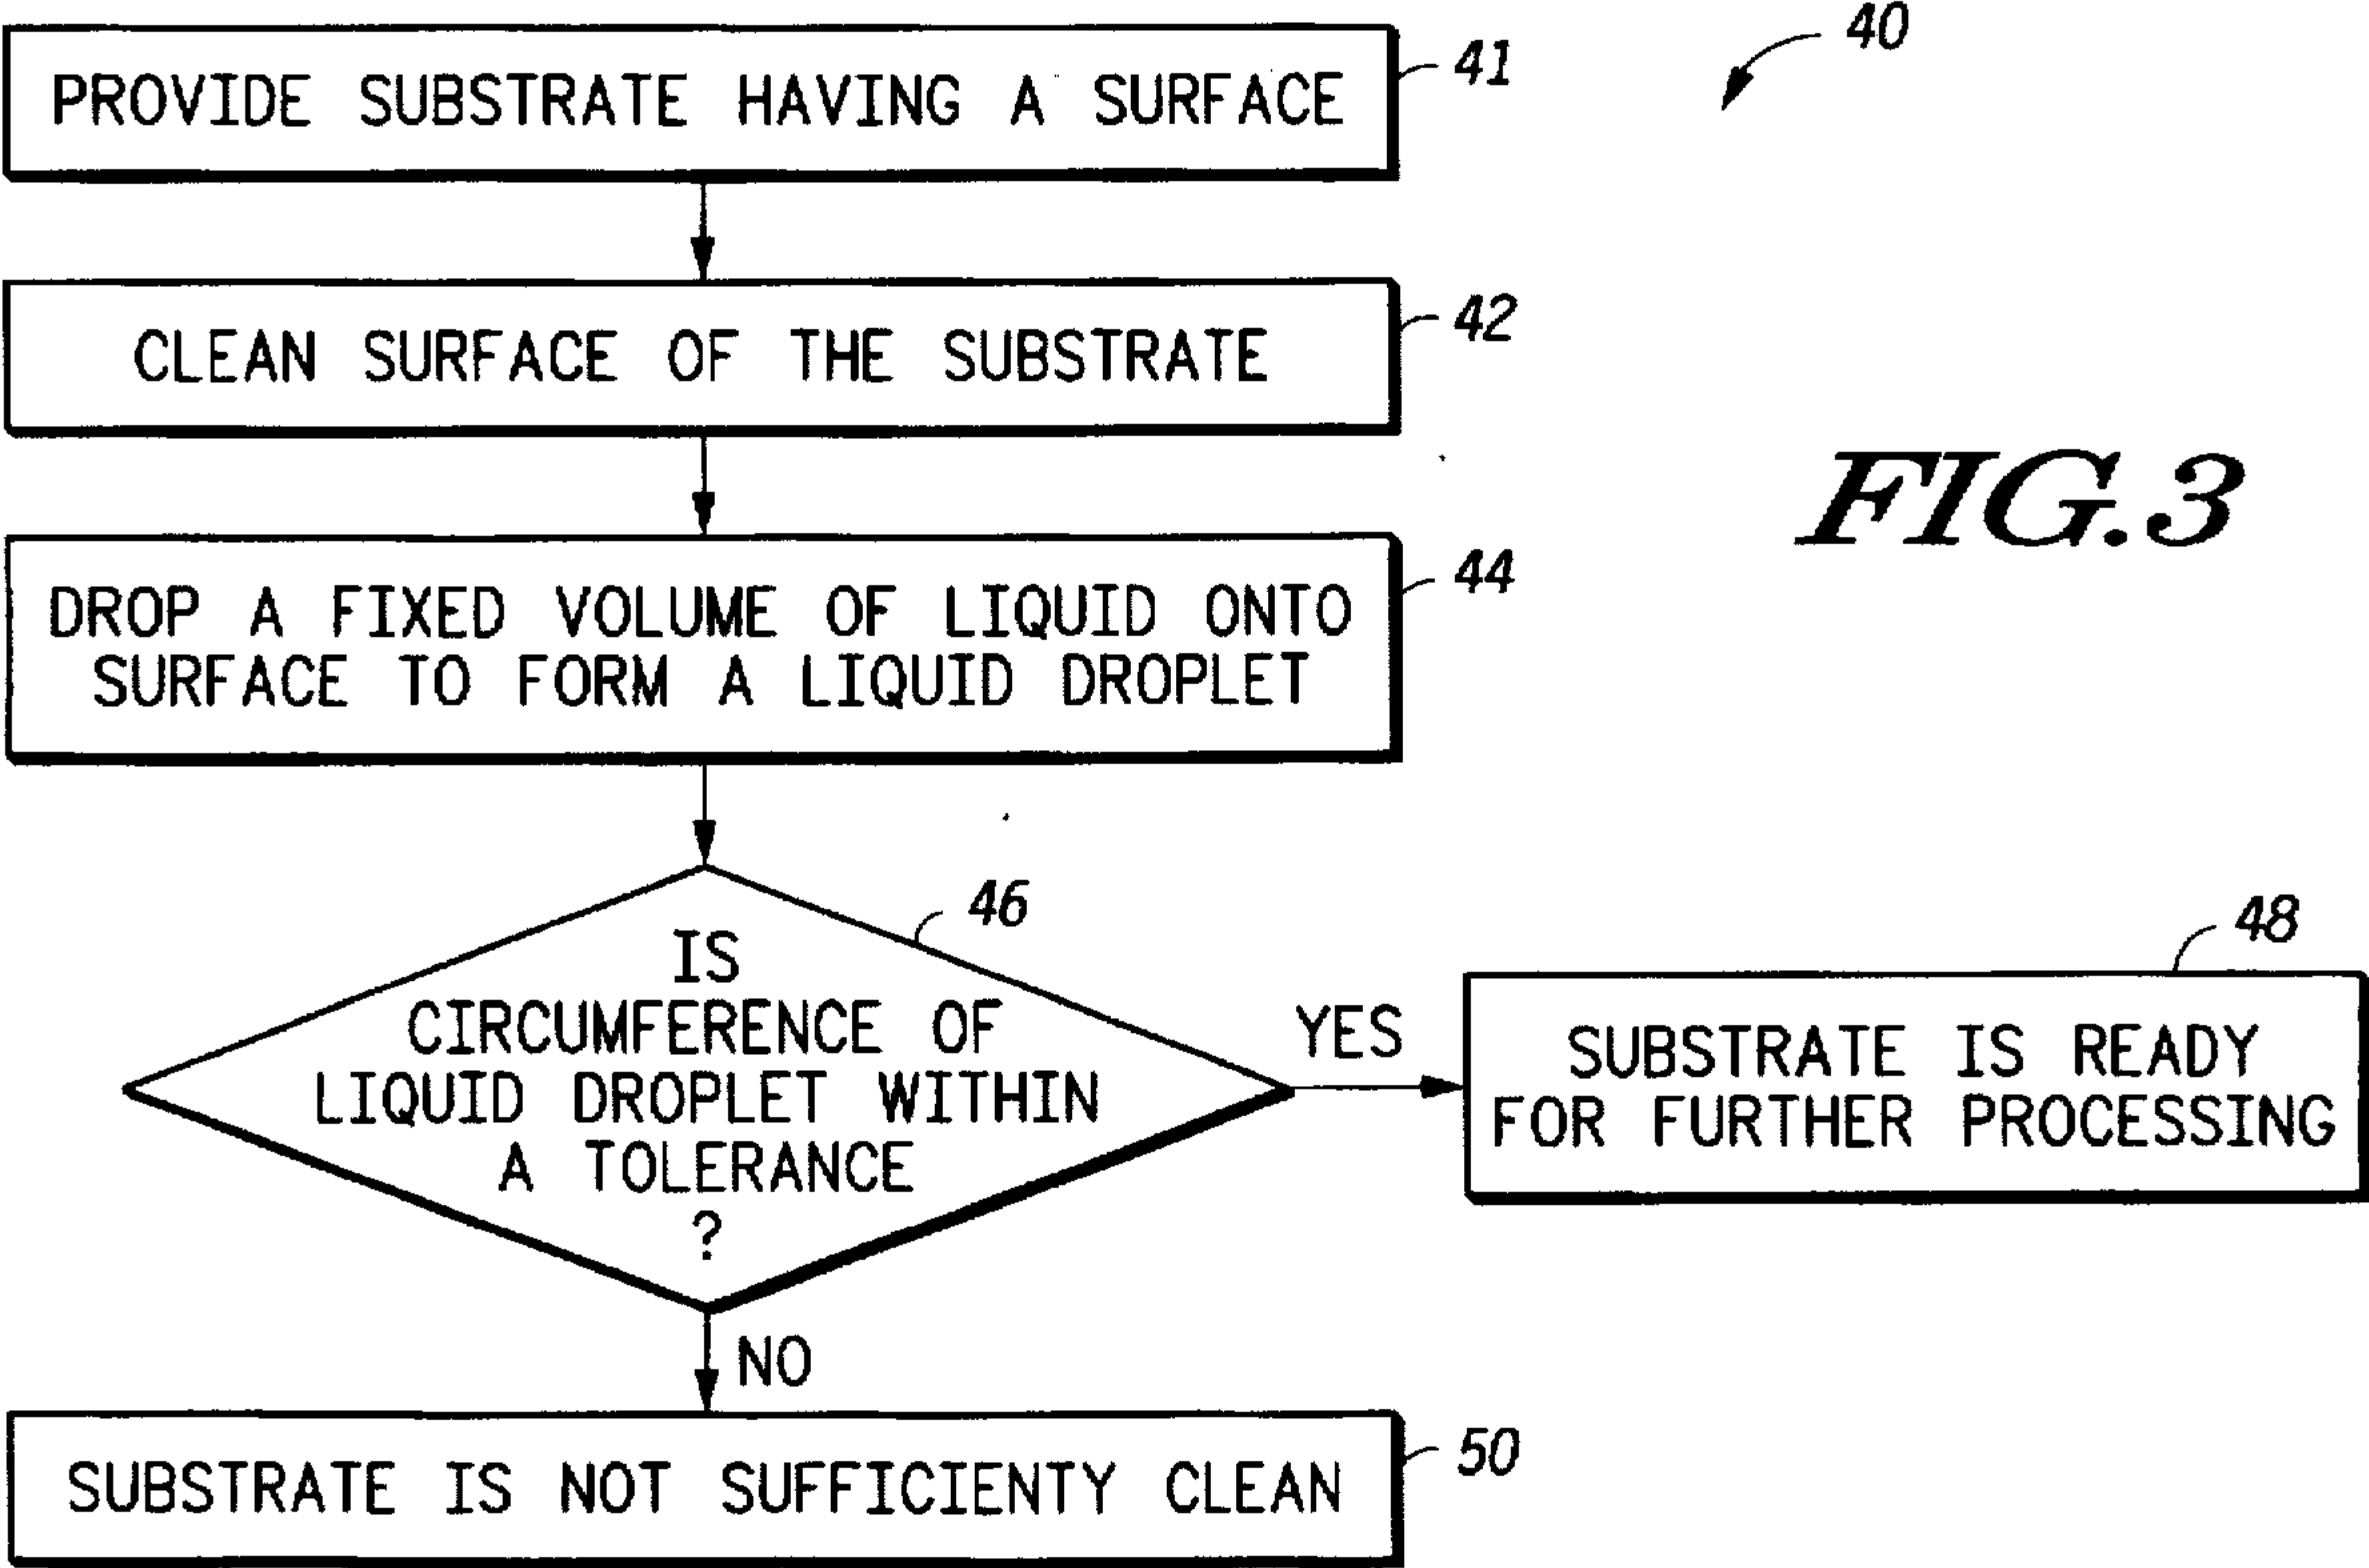 40
PROVIDE SUBSTRATE HAVING A SURFACE
41
CLEAN SURFACE OF THE SUBSTRATE
42
FIG.3
DROP A FIXED VOLUME OF LIQUID ONTO
SURFACE TO FORM A LIQUID DROPLET
44
46
IS
CIRCUMFERENCE OF
LIQUID DROPLET WITHIN
A TOLERANCE
?
YES
48
SUBSTRATE IS READY
FOR FURTHER PROCESSING
NO
SUBSTRATE IS NOT SUFFICIENTY CLEAN
50